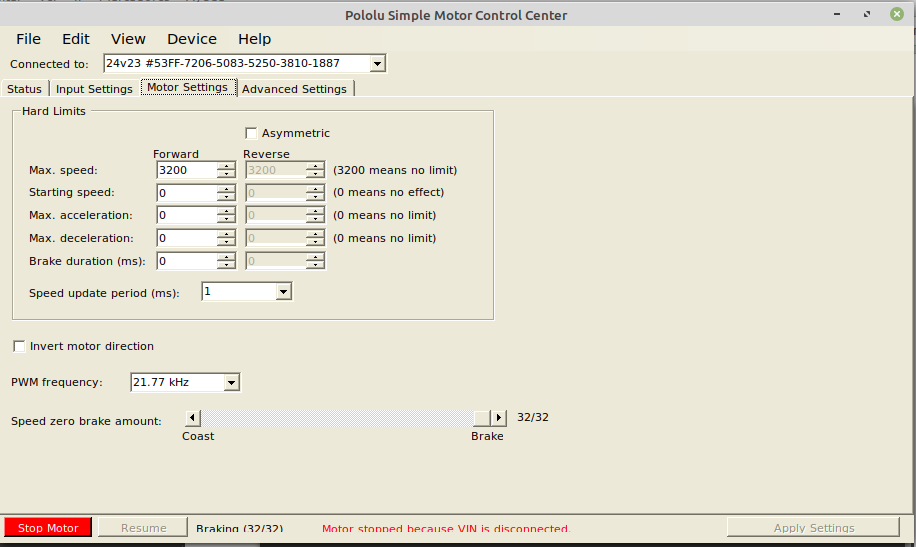 Pololu Simple Motor Control Center
File Edit View Device Help
Connected to: 24v23 #53FF-7206-5083-5250-3810-1887
Status Input Settings Motor Settings Advanced Settings
Hard Limits
Asymmetric
Forward Reverse
Max. speed: 3200 3200 (3200 means no limit)
Starting speed: 0 0 (0 means no effect)
Max. acceleration: 0 0 (0 means no limit)
Max. deceleration: 0 0 (0 means no limit)
Brake duration (ms): 0 0
Speed update period (ms): 1
Invert motor direction
PWM frequency: 21.77 kHz
Speed zero brake amount: 32/32
Coast Brake
Stop Motor Resume Braking (32/32) Motor stopped because VIN is disconnected. Apply Settings